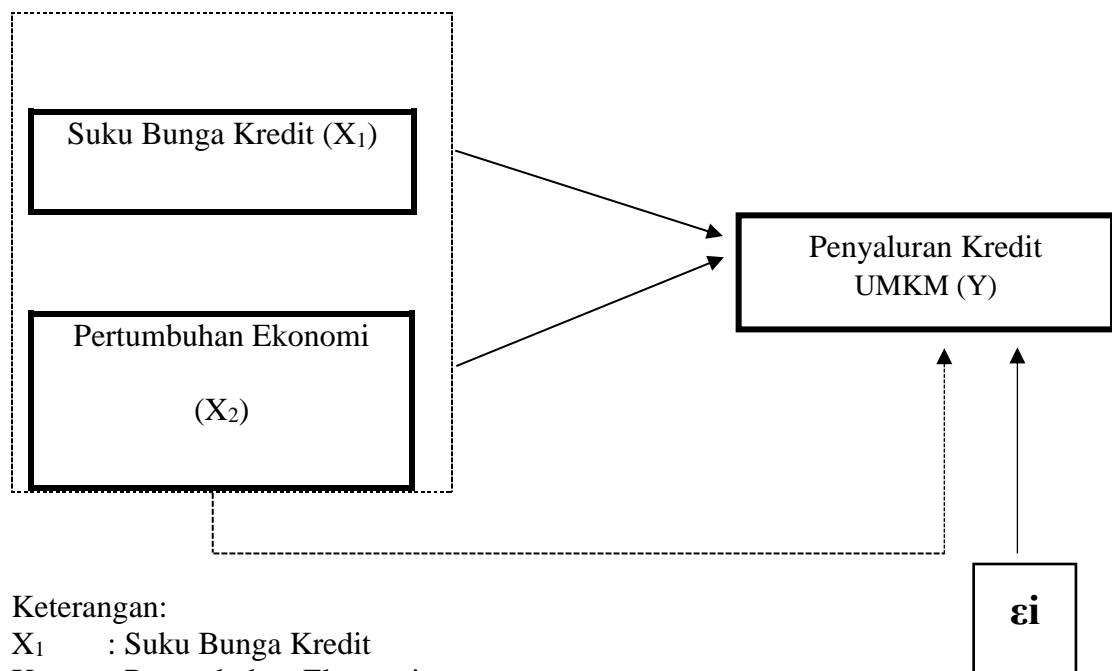 Suku Bunga Kredit (X₁)
Pertumbuhan Ekonomi
(X₂)
Penyaluran Kredit
UMKM (Y)
εi
Keterangan:
X₁ : Suku Bunga Kredit